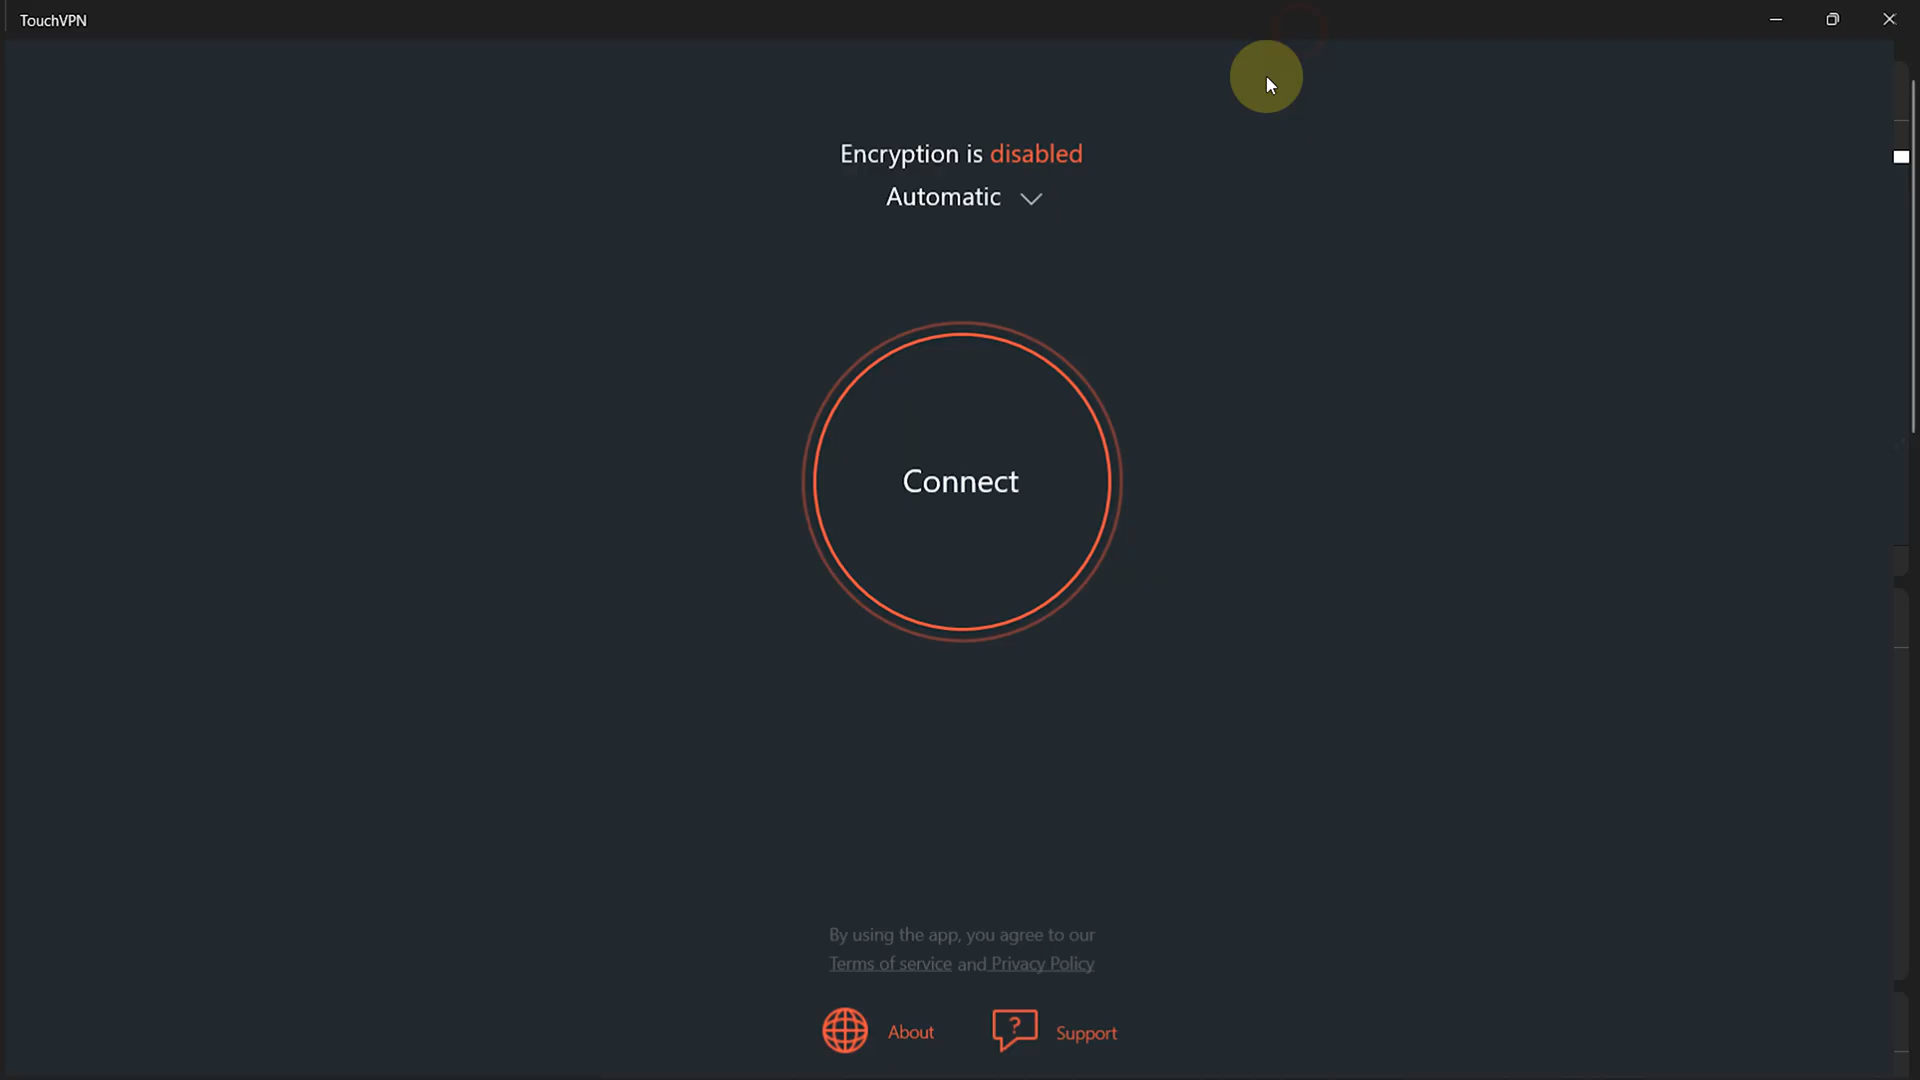 TouchVPN
Encryption is disabled
Automatic
Connect
By using the app, you agree to our
Terms of service and Privacy Policy
About
? Support